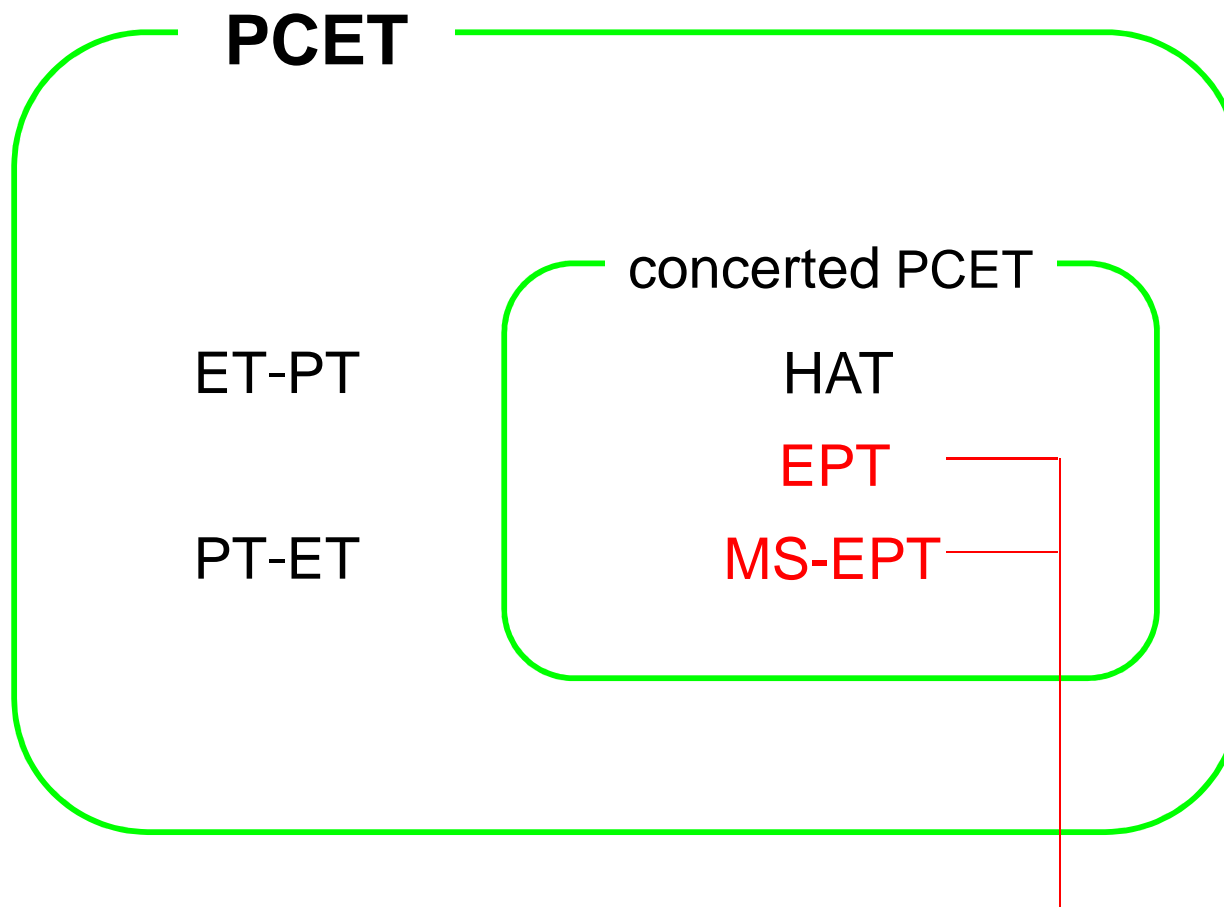 PCET
concerted PCET
ET-PT
HAT
EPT
PT-ET
MS-EPT